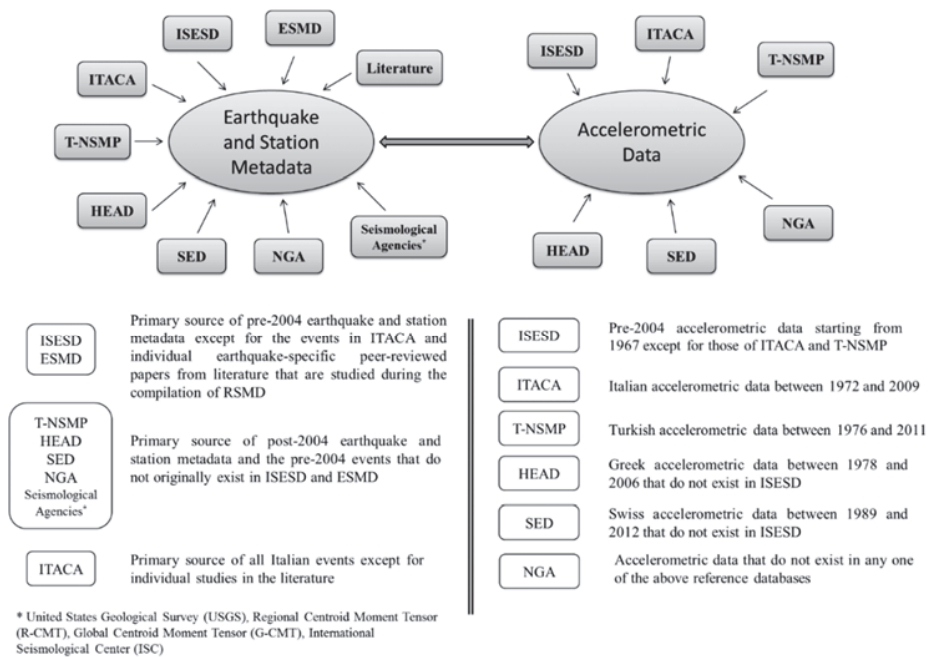 ISESD
ESMD
Literature
ITACA
T-NSMP
HEAD
SED
NGA
Seismological
Agencies*
Earthquake
and Station
Metadata
ISESD
ITACA
T-NSMP
HEAD
SED
NGA
Accelerometric
Data
ISESD
ESMD
Primary source of pre-2004 earthquake and station
metadata except for the events in ITACA and
individual earthquake-specific peer-reviewed
papers from literature that are studied during the
compilation of RSMD
T-NSMP
HEAD
SED
NGA
Seismological
Agencies*
Primary source of post-2004 earthquake and
station metadata and the pre-2004 events that do
not originally exist in ISESD and ESMD
ITACA
Primary source of all Italian events except for
individual studies in the literature
* United States Geological Survey (USGS), Regional Centroid Moment Tensor
(R-CMT), Global Centroid Moment Tensor (G-CMT), International
Seismological Center (ISC)
ISESD
Pre-2004 accelerometric data starting from
1967 except for those of ITACA and T-NSMP
ITACA
Italian accelerometric data between 1972 and 2009
T-NSMP
Turkish accelerometric data between 1976 and 2011
HEAD
Greek accelerometric data between 1978 and
2006 that do not exist in ISESD
SED
Swiss accelerometric data between 1989 and
2012 that do not exist in ISESD
NGA
Accelerometric data that do not exist in any one
of the above reference databases